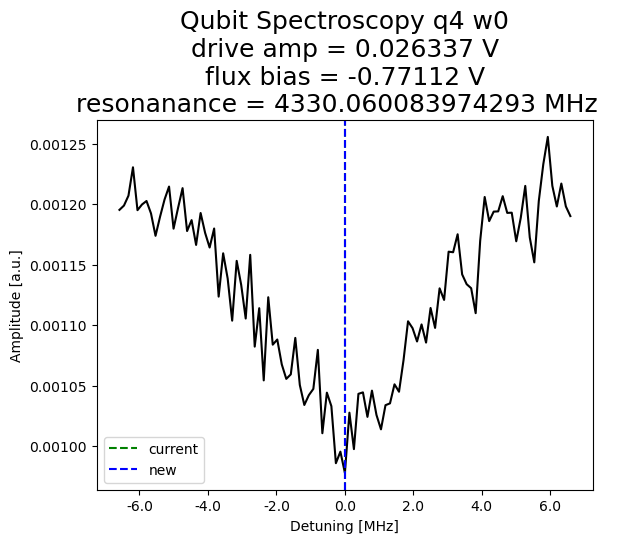 Qubit Spectroscopy q4 w0
drive amp = 0.026337 V
flux bias = -0.77112 V
resonanance = 4330.060083974293 MHz
0.00125
0.00120
0.00115
0.00110
0.00105
0.00100
Amplitude [a.u.]
current
new
-6.0 -4.0 -2.0 0.0 2.0 4.0 6.0
Detuning [MHz]